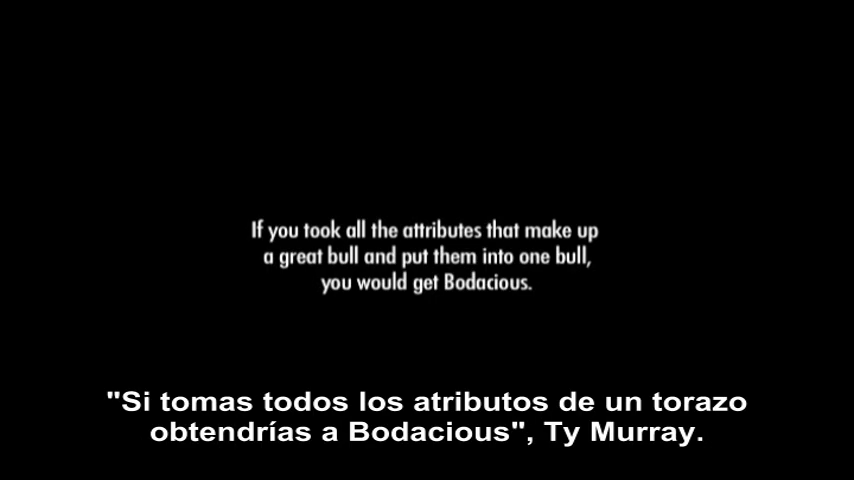 If you took all the attributes that make up
a great bull and put them into one bull,
you would get Bodacious.
"Si tomas todos los atributos de un torazo
obtendrías a Bodacious", Ty Murray.